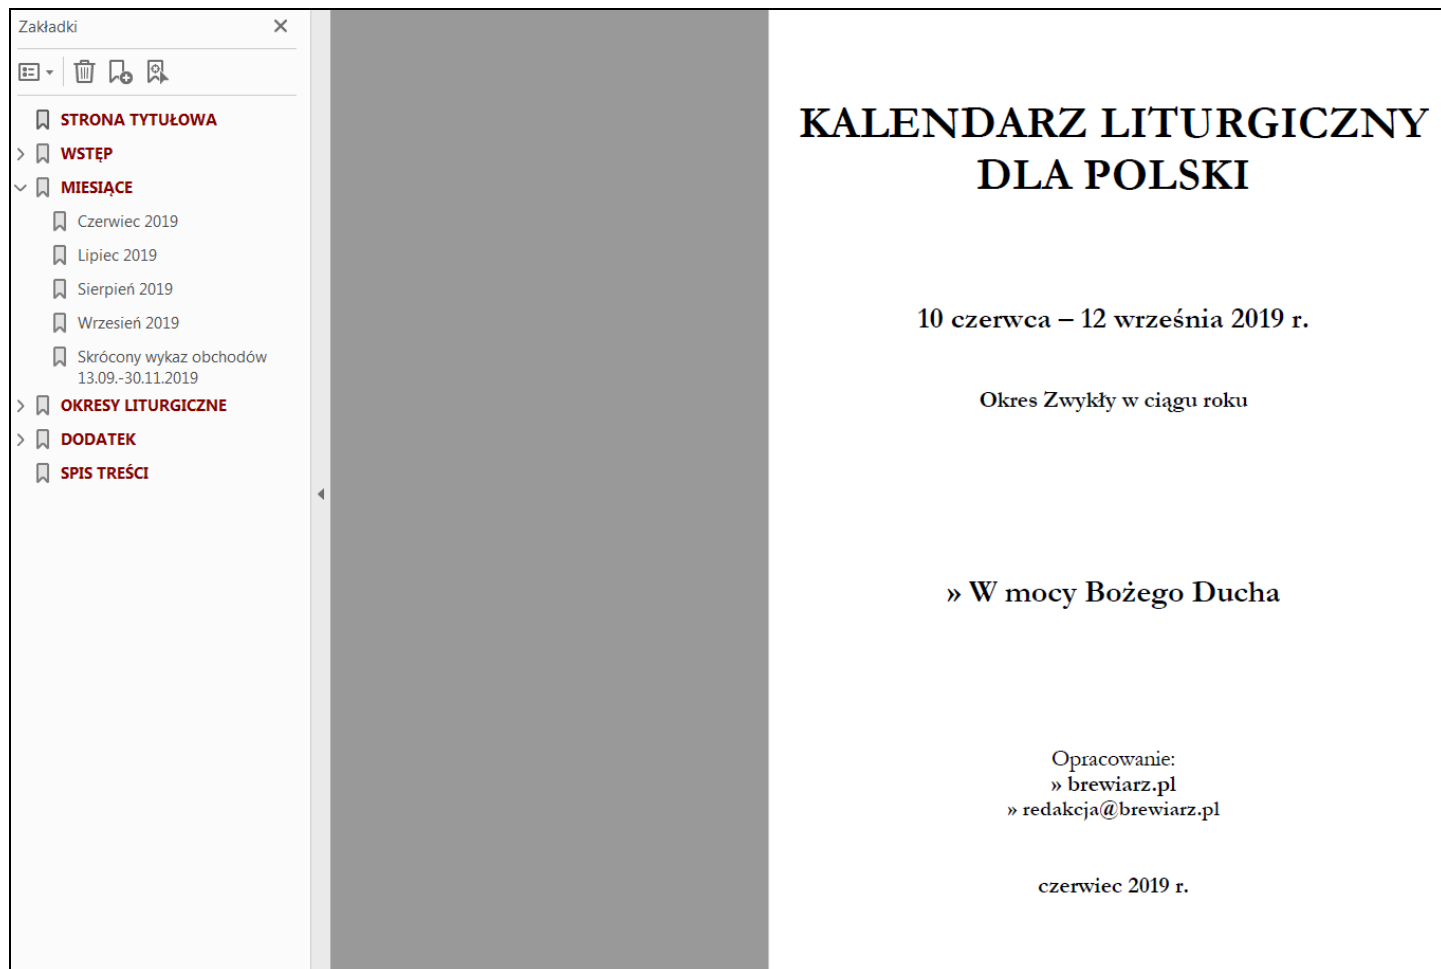 Zakładki
STRONA TYTUŁOWA
WSTĘP
MIESIĄCE
Czerwiec 2019
Lipiec 2019
Sierpień 2019
Wrzesień 2019
Skrócony wykaz obchodów
13.09.-30.11.2019
OKRESY LITURGICZNE
DODATEK
SPIS TREŚCI
KALENDARZ LITURGICZNY
DLA POLSKI
10 czerwca – 12 września 2019 r.
Okres Zwykły w ciągu roku
» W mocy Bożego Ducha
Opracowanie:
» brewiarz.pl
» redakcja@brewiarz.pl
czerwiec 2019 r.